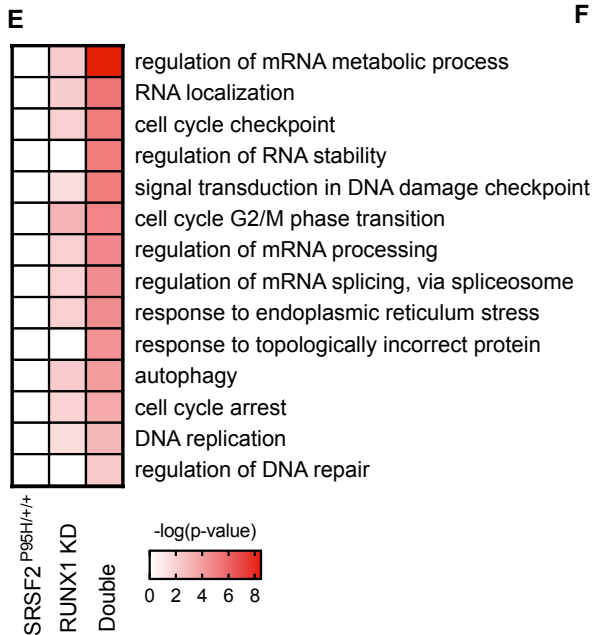 E
F
regulation of mRNA metabolic process
RNA localization
cell cycle checkpoint
regulation of RNA stability
signal transduction in DNA damage checkpoint
cell cycle G2/M phase transition
regulation of mRNA processing
regulation of mRNA splicing, via spliceosome
response to endoplasmic reticulum stress
response to topologically incorrect protein
autophagy
cell cycle arrest
DNA replication
regulation of DNA repair
SRSF2 P95H/+/+
RUNX1 KD
Double
-log(p-value)
0 2 4 6 8